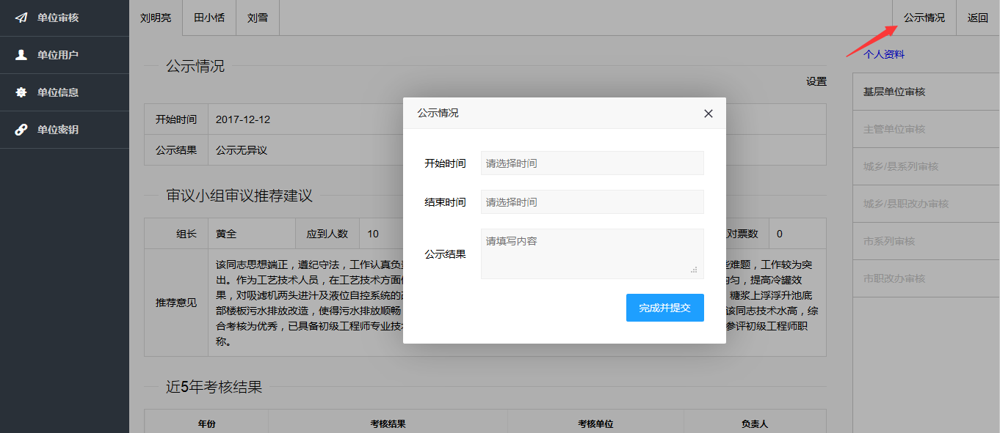 单位审核
单位用户
单位信息
单位密钥
刘明亮 田小恬 刘雪 公示情况 返回
公示情况
设置
开始时间 2017-12-12
公示结果 公示无异议
审议小组审议推荐建议
组长 黄全 应到人数 10 对票数 0
推荐意见
该同志思想端正，遵纪守法，工作认真负 些难题，工作较为突
出。作为工艺技术人员，在工艺技术方面 匀，提高冷罐效
果，对吸滤机两头进汁及液位自控系统的 糖浆上浮浮升池底
部楼板污水排放改造，使得污水排放顺畅 该同志技术水高，综
合考核为优秀，已具备初级工程师专业技 参评初级工程师职
称。
近5年考核结果
年份 考核结果 考核单位 负责人
公示情况
开始时间 请选择时间
结束时间 请选择时间
公示结果 请填写内容
完成并提交
个人资料
基层单位审核
主管单位审核
城乡/县系列审核
城乡/县职改办审核
市系列审核
市职改办审核